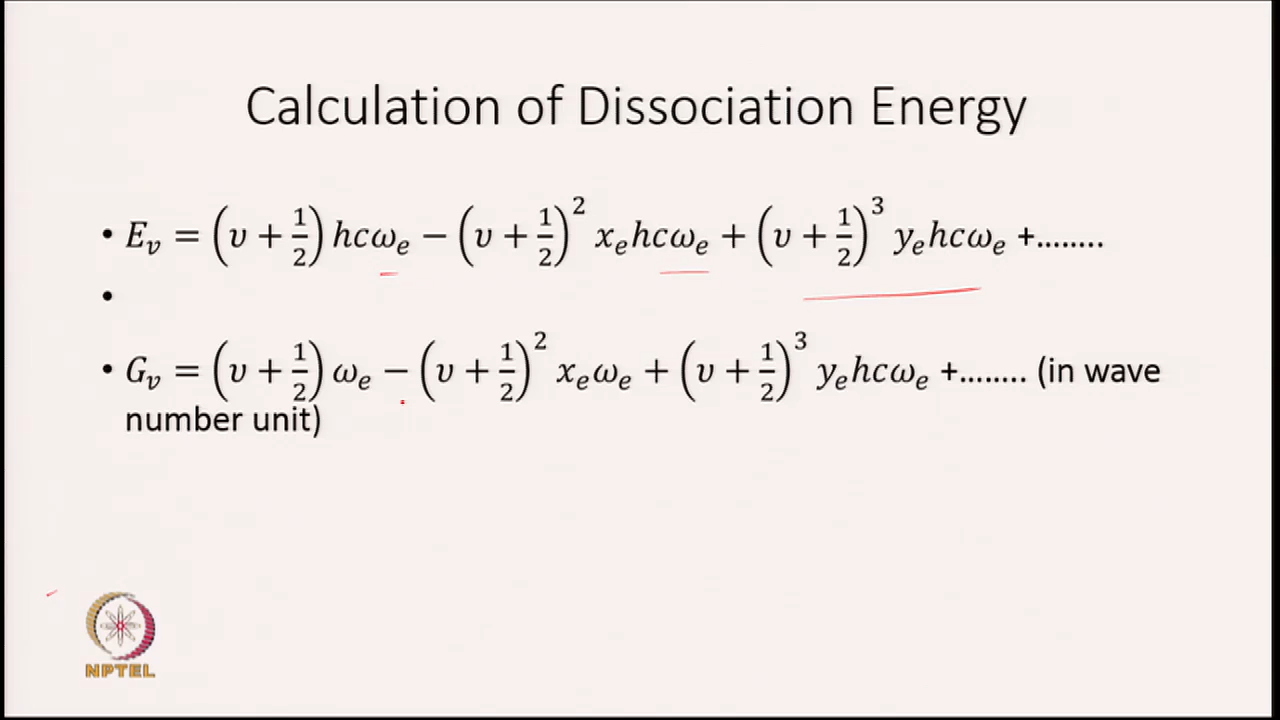 Calculation of Dissociation Energy
• E_v = (υ + 1/2) hcω_e − (υ + 1/2)^2 x_e hcω_e + (υ + 1/2)^3 y_e hcω_e +........
•
• G_v = (υ + 1/2) ω_e − (υ + 1/2)^2 x_e ω_e + (υ + 1/2)^3 y_e hcω_e +........ (in wave
number unit)
NPTEL